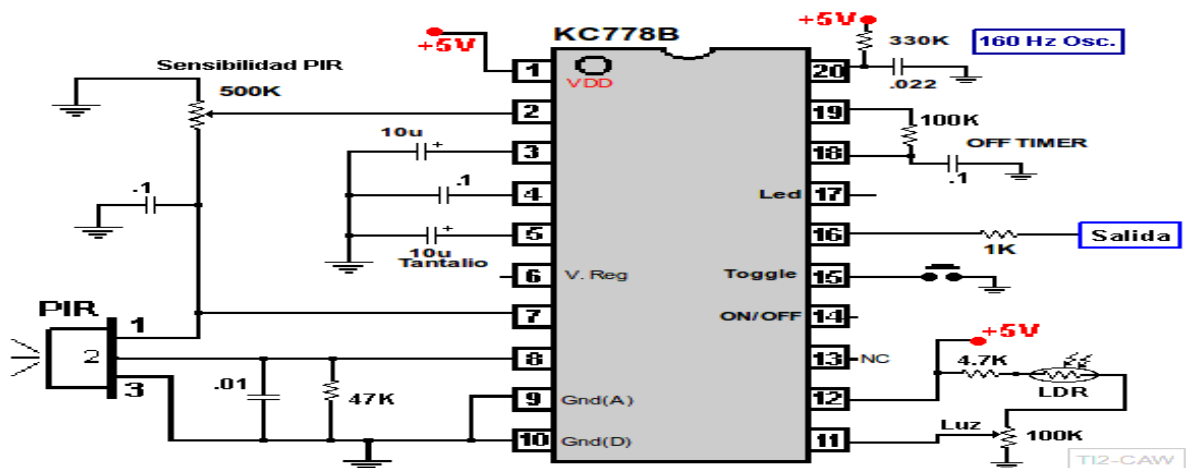 KC778B
+5V
+5V
330K
160 Hz Osc.
.022
Sensibilidad PIR
500K
1
VDD
20
2
19
100K
10u
+
3
18
OFF TIMER
.1
.1
4
Led
17
.1
+
5
16
1K
Salida
10u
Tantalio
6
V. Reg
Toggle
15
PIR
1
7
ON/OFF
14
+5V
2
8
13
NC
4.7K
LDR
3
.01
47K
9
Gnd(A)
12
10
Gnd(D)
11
Luz
100K
TI2-CAW